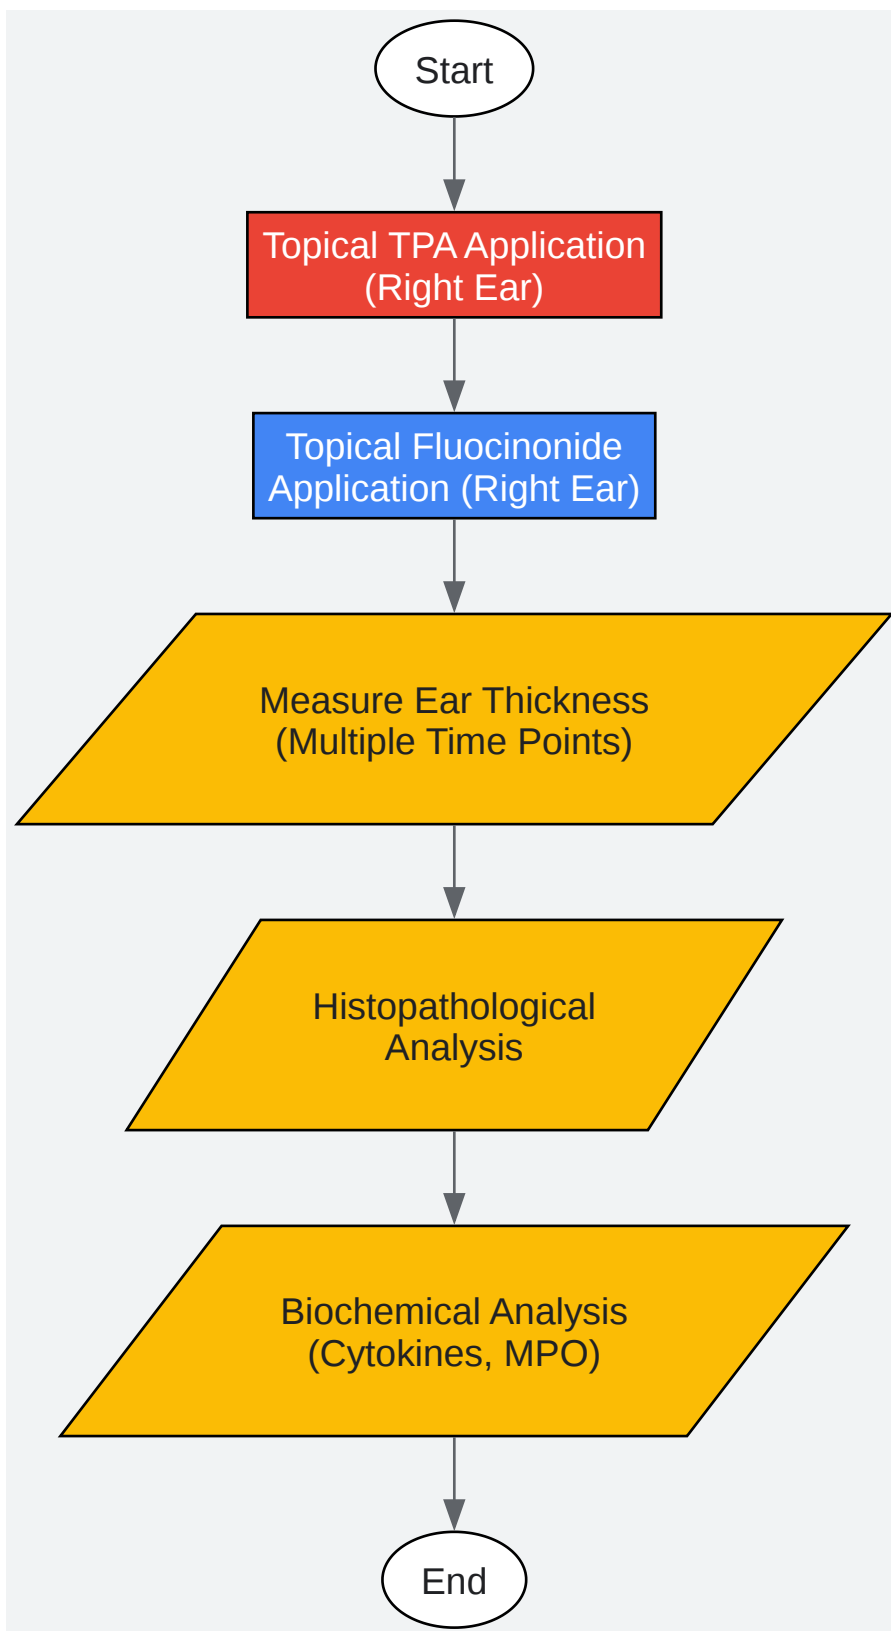 Start
Topical TPA Application
(Right Ear)
Topical Fluocinonide
Application (Right Ear)
Measure Ear Thickness
(Multiple Time Points)
Histopathological
Analysis
Biochemical Analysis
(Cytokines, MPO)
End